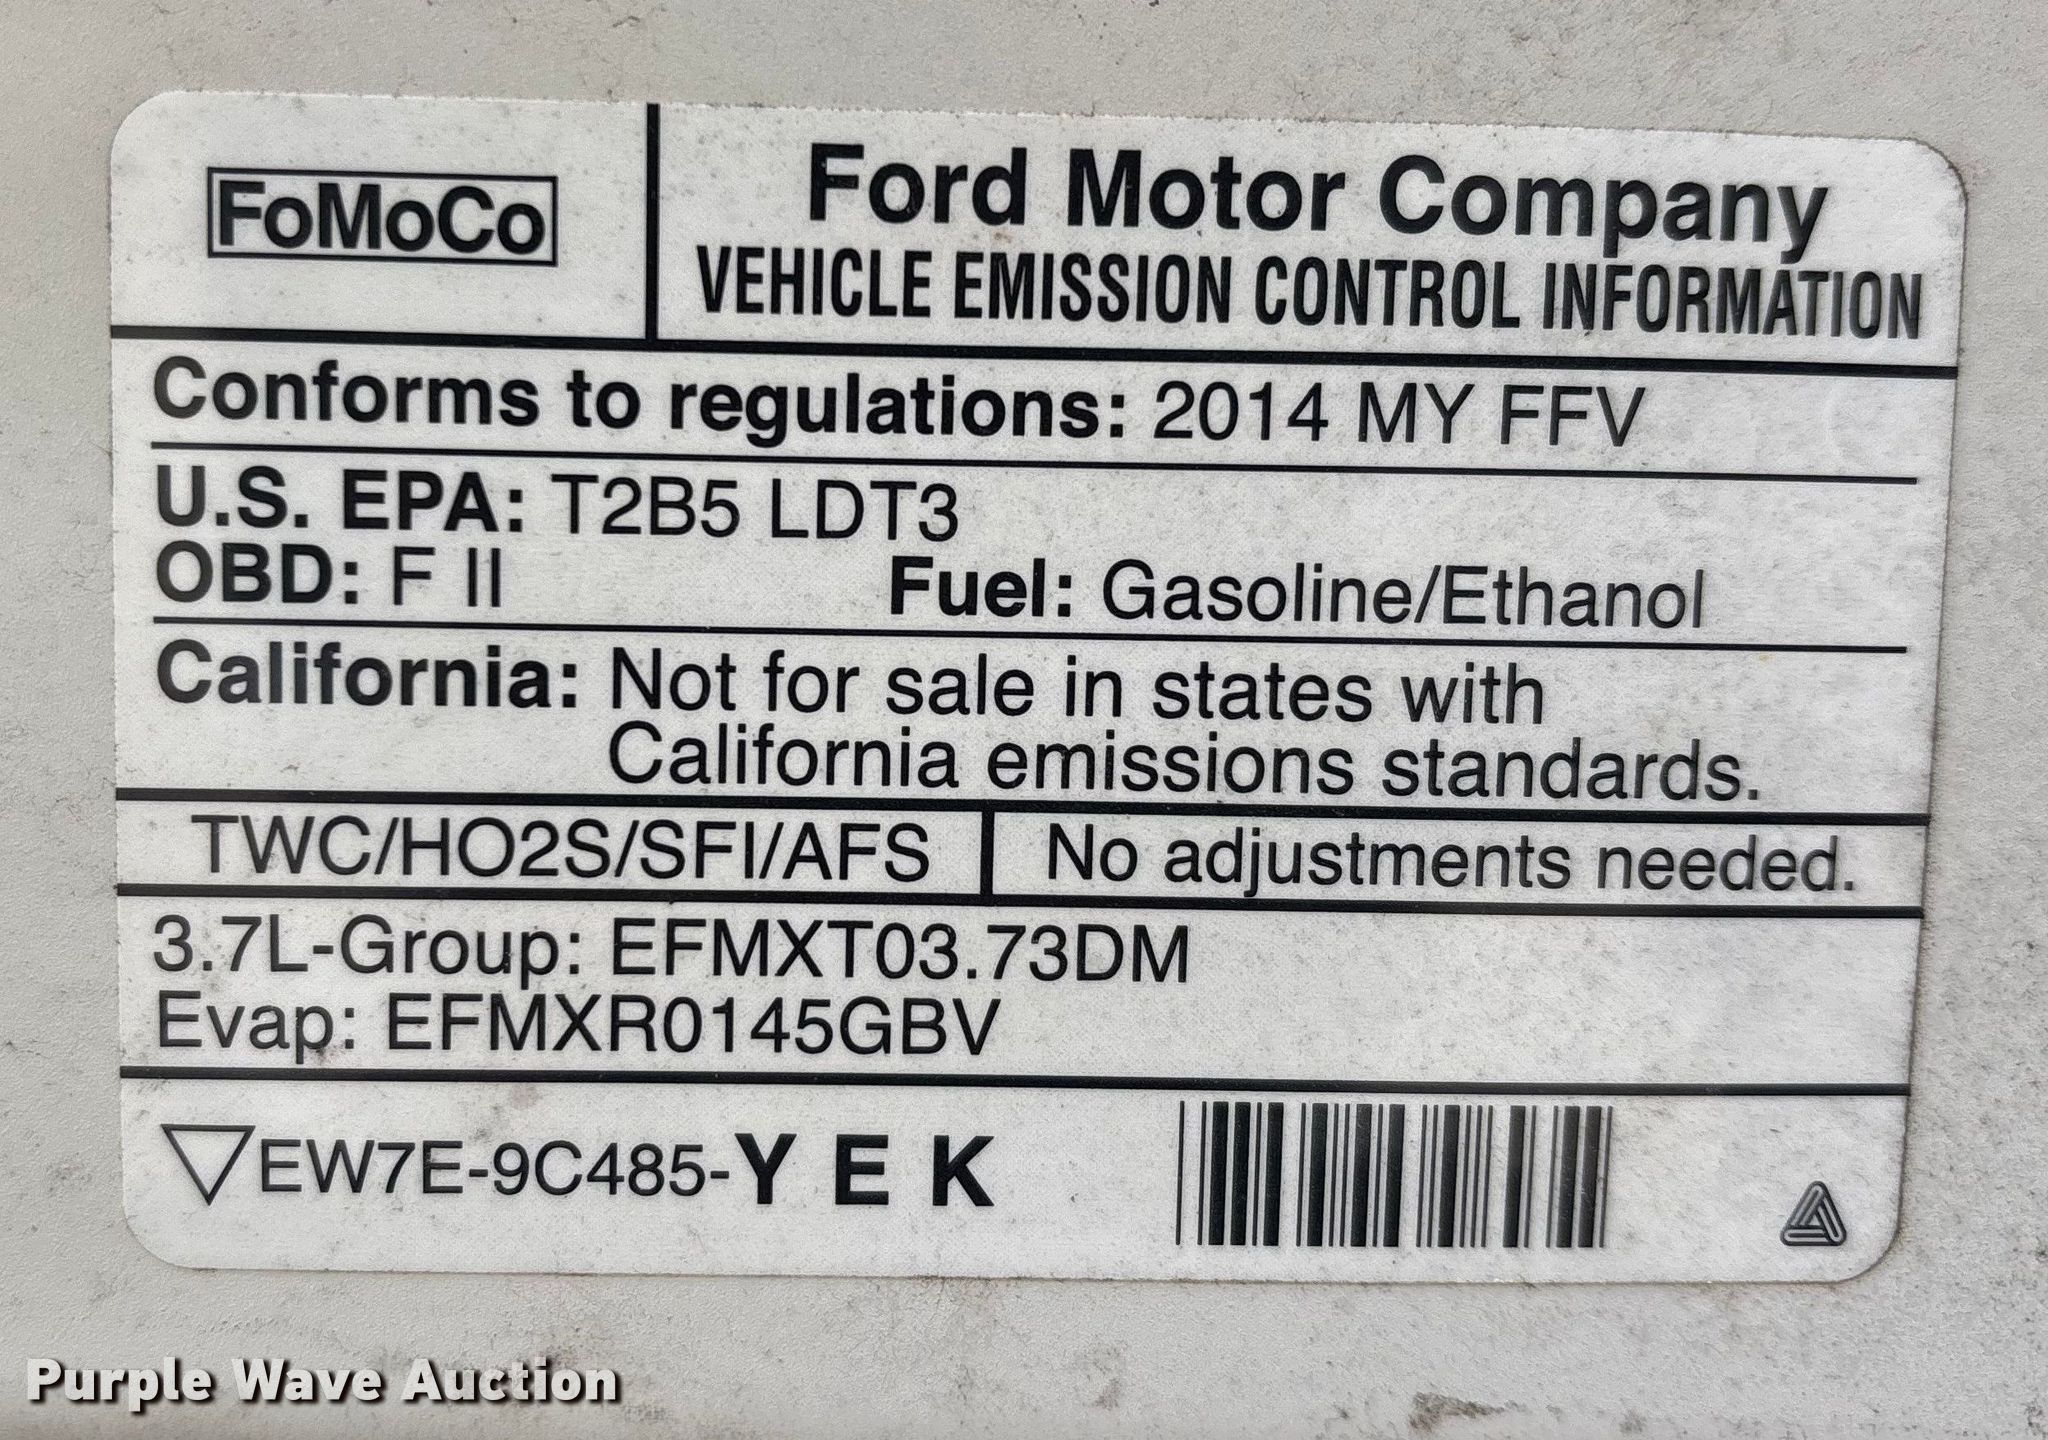 FoMoCo
Ford Motor Company
VEHICLE EMISSION CONTROL INFORMATION
Conforms to regulations: 2014 MY FFV
U.S. EPA: T2B5 LDT3
OBD: F II Fuel: Gasoline/Ethanol
California: Not for sale in states with
California emissions standards.
TWC/HO2S/SFI/AFS No adjustments needed.
3.7L-Group: EFMXT03.73DM
Evap: EFMXR0145GBV
EW7E-9C485-Y E K
Purple Wave Auction